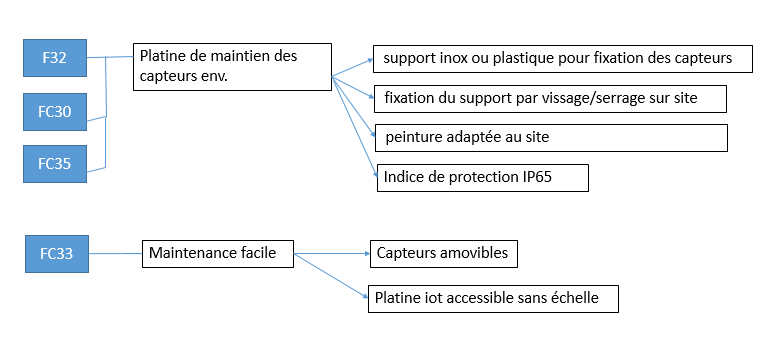 F32
Platine de maintien des
capteurs env.
support inox ou plastique pour fixation des capteurs
FC30
fixation du support par vissage/serrage sur site
peinture adaptée au site
FC35
Indice de protection IP65
FC33
Maintenance facile
Capteurs amovibles
Platine iot accessible sans échelle